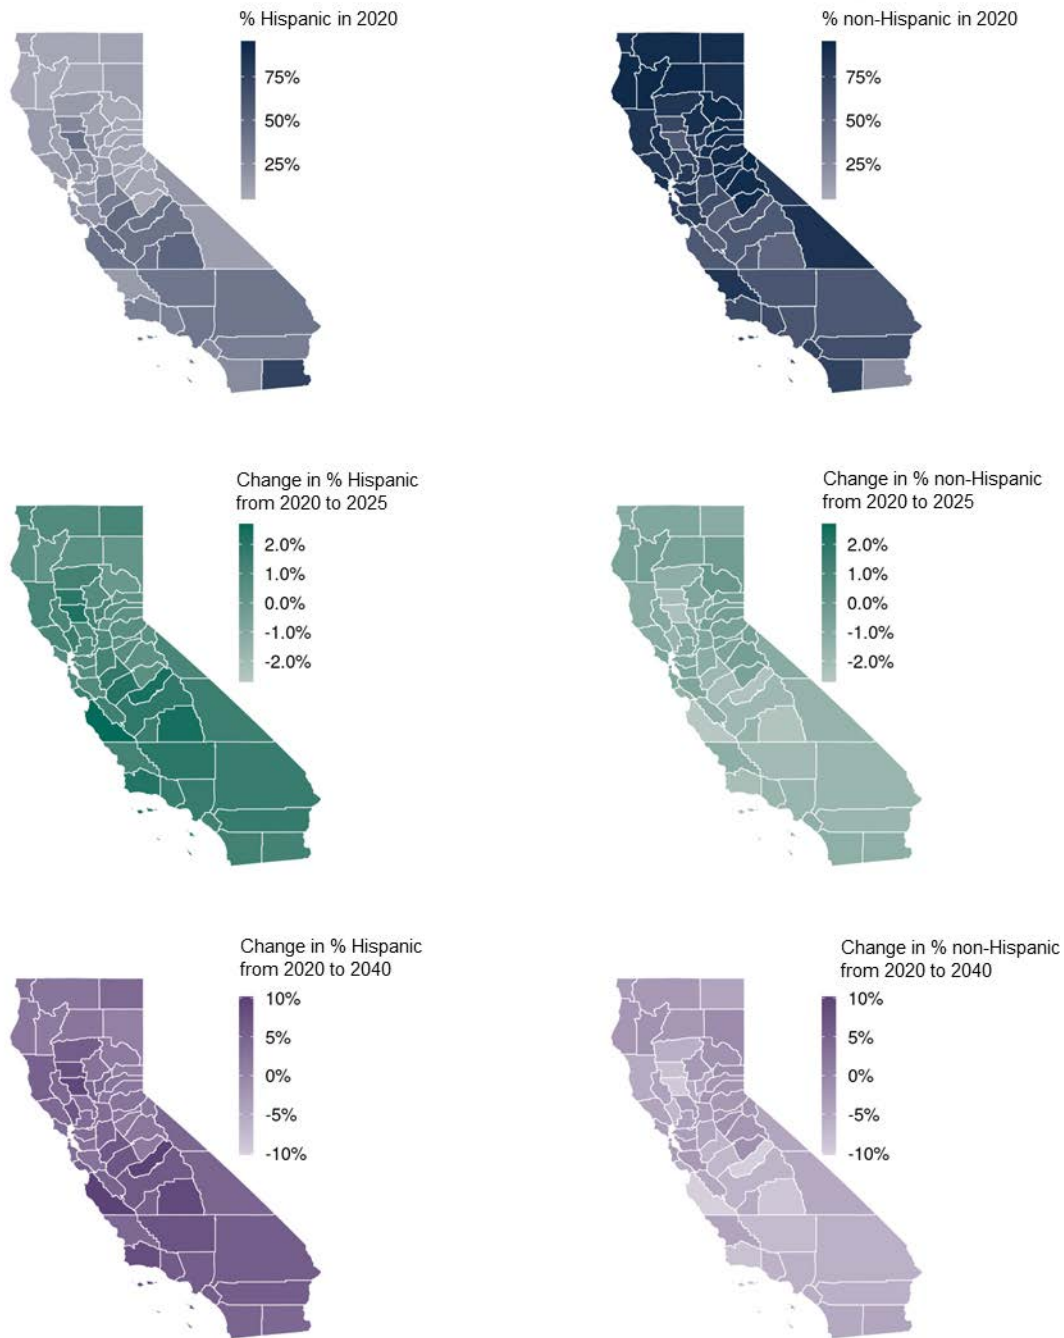 % Hispanic in 2020
75%
50%
25%
% non-Hispanic in 2020
75%
50%
25%
Change in % Hispanic
from 2020 to 2025
2.0%
1.0%
0.0%
-1.0%
-2.0%
Change in % non-Hispanic
from 2020 to 2025
2.0%
1.0%
0.0%
-1.0%
-2.0%
Change in % Hispanic
from 2020 to 2040
10%
5%
0%
-5%
-10%
Change in % non-Hispanic
from 2020 to 2040
10%
5%
0%
-5%
-10%